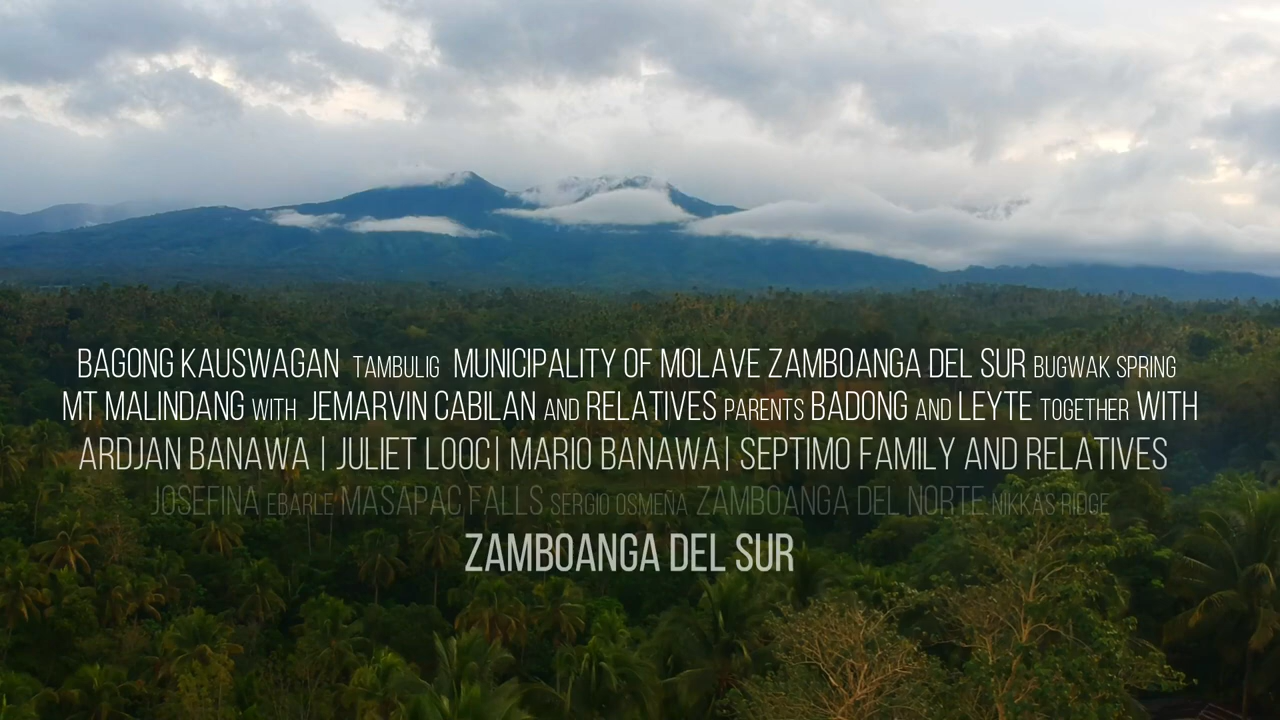 BAGONG KAUSWAGAN TAMBULIG MUNICIPALITY OF MOLAVE ZAMBOANGA DEL SUR BUGWAK SPRING
MT MALINDANG WITH JEMARVIN CABILAN AND RELATIVES PARENTS BADONG AND LEYTE TOGETHER WITH
ARDJAN BANAWA | JULIET LOOC| MARIO BANAWA| SEPTIMO FAMILY AND RELATIVES
JOSEFINA EBARLE MASAPAC FALLS SERGIO OSMEÑA ZAMBOANGA DEL NORTE NIKKAS RIDGE
ZAMBOANGA DEL SUR